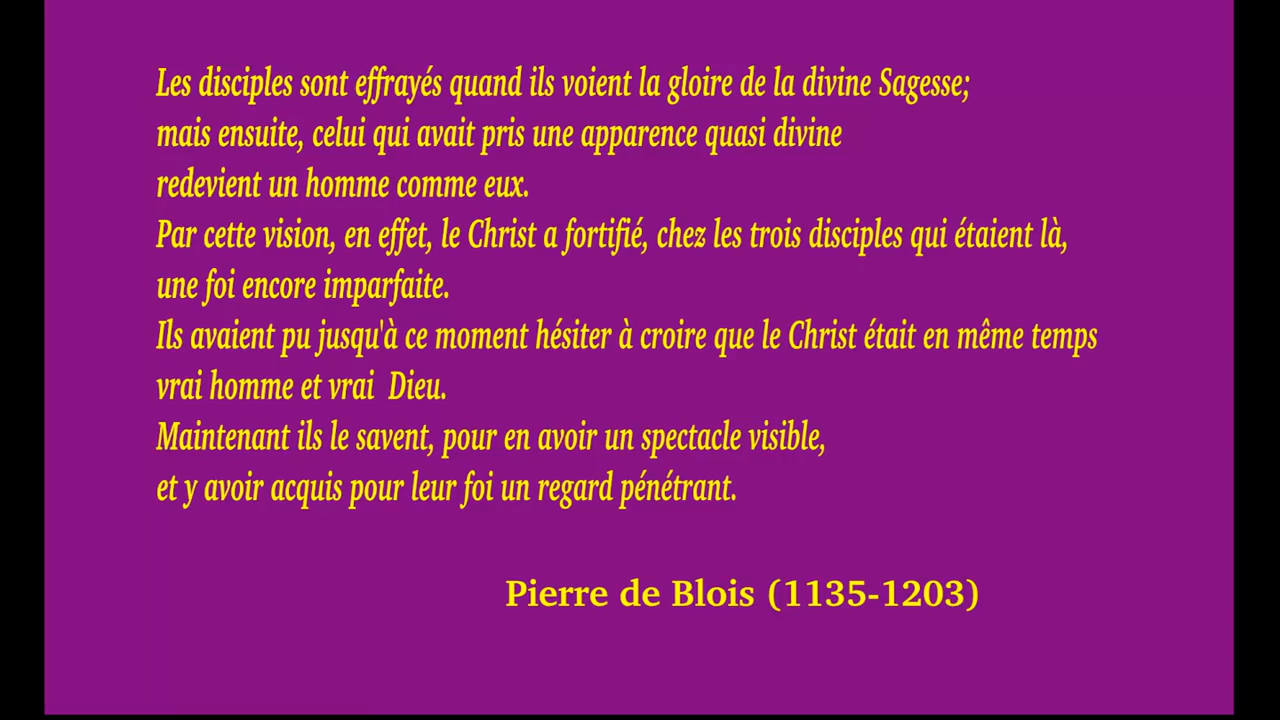 Les disciples sont effrayés quand ils voient la gloire de la divine Sagesse;
mais ensuite, celui qui avait pris une apparence quasi divine
redevient un homme comme eux.
Par cette vision, en effet, le Christ a fortifié, chez les trois disciples qui étaient là,
une foi encore imparfaite.
Ils avaient pu jusqu'à ce moment hésiter à croire que le Christ était en même temps
vrai homme et vrai  Dieu.
Maintenant ils le savent, pour en avoir un spectacle visible,
et y avoir acquis pour leur foi un regard pénétrant.
Pierre de Blois (1135-1203)